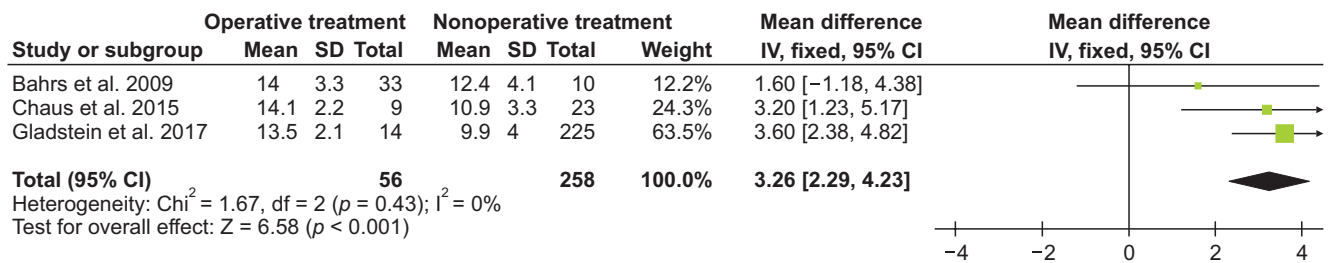 Operative treatment Nonoperative treatment Mean difference Mean difference
Study or subgroup Mean SD Total Mean SD Total Weight IV, fixed, 95% CI IV, fixed, 95% CI
Bahrs et al. 2009 14 3.3 33 12.4 4.1 10 12.2% 1.60 [−1.18, 4.38]
Chaus et al. 2015 14.1 2.2 9 10.9 3.3 23 24.3% 3.20 [1.23, 5.17]
Gladstein et al. 2017 13.5 2.1 14 9.9 4 225 63.5% 3.60 [2.38, 4.82]
Total (95% CI) 56 258 100.0% 3.26 [2.29, 4.23]
Heterogeneity: Chi² = 1.67, df = 2 (p = 0.43); I² = 0%
Test for overall effect: Z = 6.58 (p < 0.001)
−4 −2 0 2 4